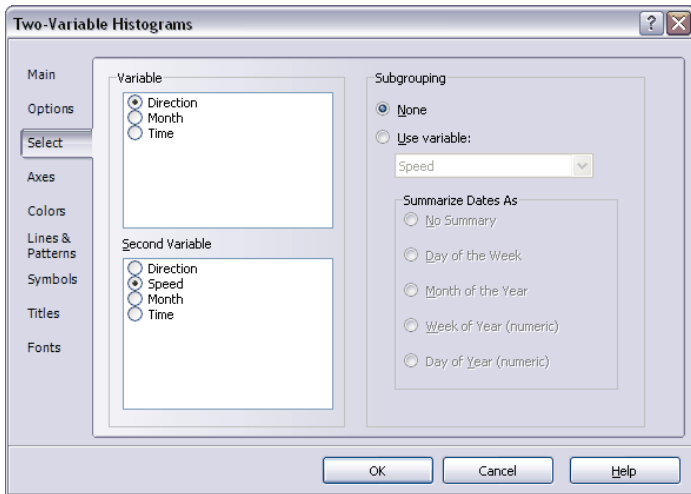 Two-Variable Histograms
?
Main
Options
Select
Axes
Colors
Lines &
Patterns
Symbols
Titles
Fonts
Variable
Direction
Month
Time
Second Variable
Direction
Speed
Month
Time
Subgrouping
None
Use variable:
Speed
Summarize Dates As
No Summary
Day of the Week
Month of the Year
Week of Year (numeric)
Day of Year (numeric)
OK
Cancel
Help